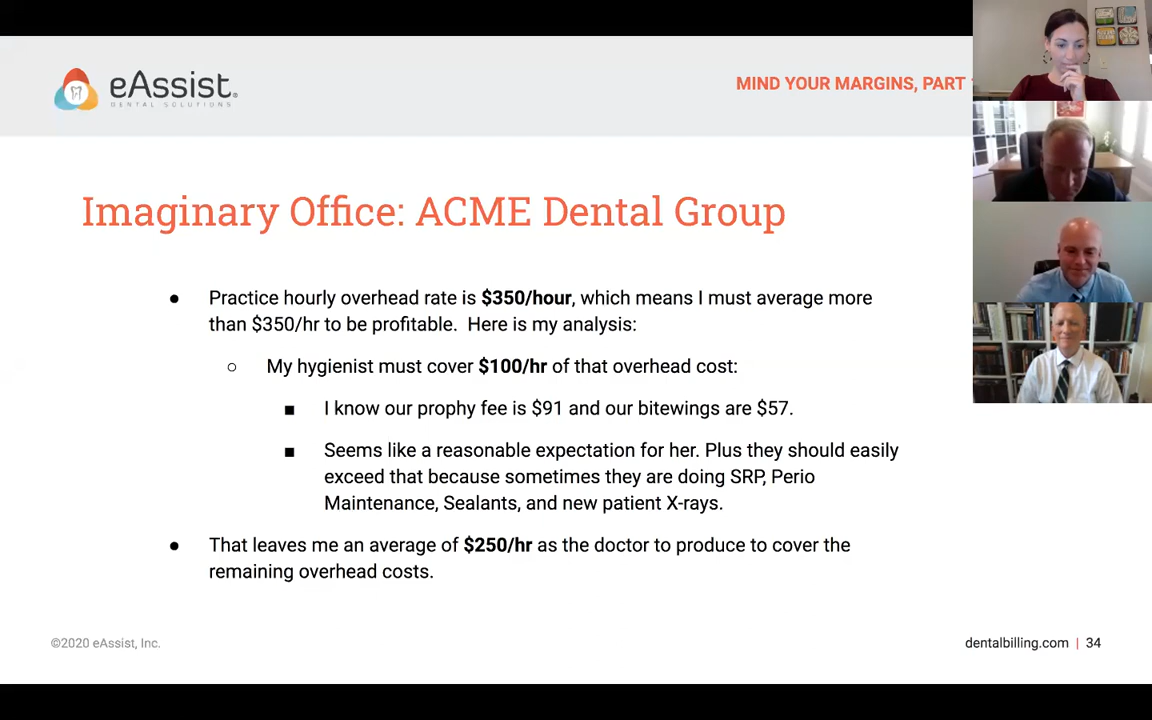 eAssist.
DENTAL SOLUTIONS
MIND YOUR MARGINS, PART
Imaginary Office: ACME Dental Group
● Practice hourly overhead rate is $350/hour, which means I must average more
than $350/hr to be profitable.  Here is my analysis:
○ My hygienist must cover $100/hr of that overhead cost:
■ I know our prophy fee is $91 and our bitewings are $57.
■ Seems like a reasonable expectation for her. Plus they should easily
exceed that because sometimes they are doing SRP, Perio
Maintenance, Sealants, and new patient X-rays.
● That leaves me an average of $250/hr as the doctor to produce to cover the
remaining overhead costs.
©2020 eAssist, Inc.
dentalbilling.com | 34